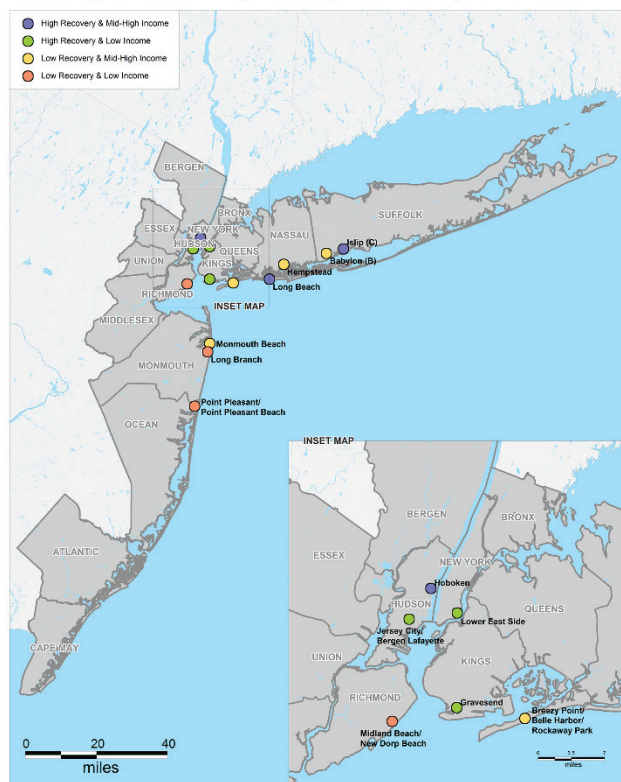 High Recovery & Mid-High Income
High Recovery & Low Income
Low Recovery & Mid-High Income
Low Recovery & Low Income
BERGEN
ESSEX
BRONX
NEW YORK
HUDSON
UNION
QUEENS
KINGS
NASSAU
SUFFOLK
Islip (C)
Babylon (B)
Hempstead
Long Beach
RICHMOND
INSET MAP
MIDDLESEX
MONMOUTH
Monmouth Beach
Long Branch
Point Pleasant/
Point Pleasant Beach
OCEAN
ATLANTIC
CAPE MAY
0 20 40
miles
INSET MAP
BERGEN
BRONX
ESSEX
NEW YORK
Hoboken
HUDSON
QUEENS
Lower East Side
Jersey City/
Bergen Lafayette
UNION
KINGS
RICHMOND
Gravesend
Breezy Point/
Belle Harbor/
Rockaway Park
Midland Beach/
New Dorp Beach
3.5 7
miles